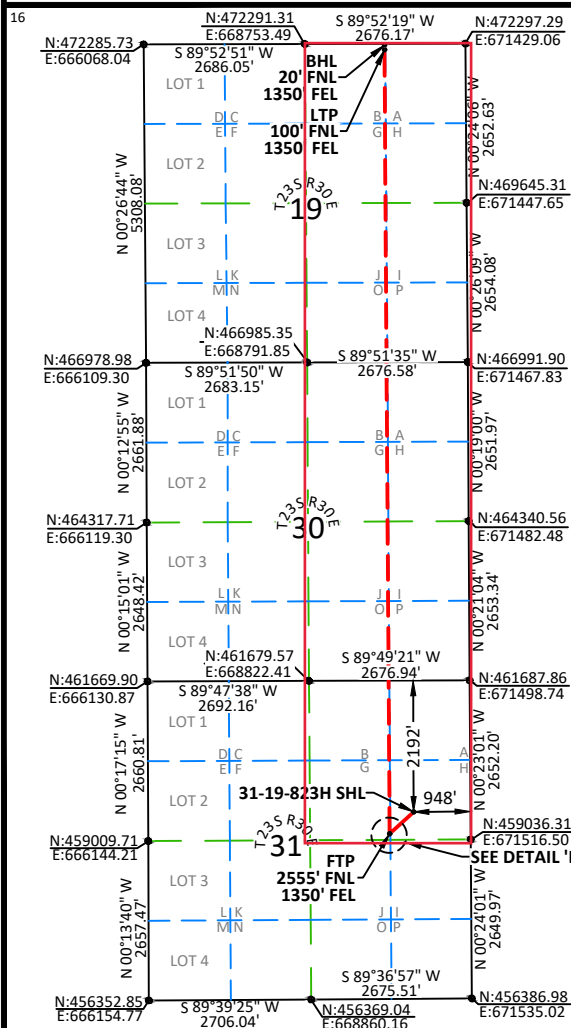 16
N:472291.31
E:668753.49
S 89°52'19" W
2676.17'
N:472297.29
E:671429.06
N:472285.73
E:666068.04
S 89°52'51" W
2686.05'
BHL
20' FNL
1350' FEL
LTP
100' FNL
1350' FEL
LOT 1
D C
E F
B A
G H
N 00°24'06" W
2652.63'
LOT 2
N 00°26'44" W
5308.08'
T 23S R30 E
19
N:469645.31
E:671447.65
LOT 3
L K
M N
J I
O P
N 00°26'09" W
2654.08'
LOT 4
N:466985.35
E:668791.85
S 89°51'35" W
2676.58'
N:466978.98
E:666109.30
S 89°51'50" W
2683.15'
N:466991.90
E:671467.83
LOT 1
N 00°12'55" W
2661.88'
D C
E F
B A
G H
N 00°19'00" W
2651.97'
LOT 2
T 23S R30 E
30
N:464317.71
E:666119.30
N:464340.56
E:671482.48
LOT 3
N 00°15'01" W
2648.42'
L K
M N
J I
O P
N 00°21'04" W
2653.34'
LOT 4
N:461679.57
E:668822.41
S 89°49'21" W
2676.94'
N:461669.90
E:666130.87
S 89°47'38" W
2692.16'
N:461687.86
E:671498.74
LOT 1
N 00°17'15" W
2660.81'
D C
E F
B
G
A
H
2192'
N 00°23'01" W
2652.20'
LOT 2
31-19-823H SHL
948'
T 23S R30 E
31
N:459009.71
E:666144.21
N:459036.31
E:671516.50
FTP
2555' FNL
1350' FEL
SEE DETAIL '
LOT 3
N 00°13'40" W
2657.47'
L K
M N
J I
O P
N 00°24'01" W
2649.97'
LOT 4
S 89°36'57" W
2675.51'
N:456352.85
E:666154.77
S 89°39'25" W
2706.04'
N:456369.04
E:668860.16
N:456386.98
E:671535.02